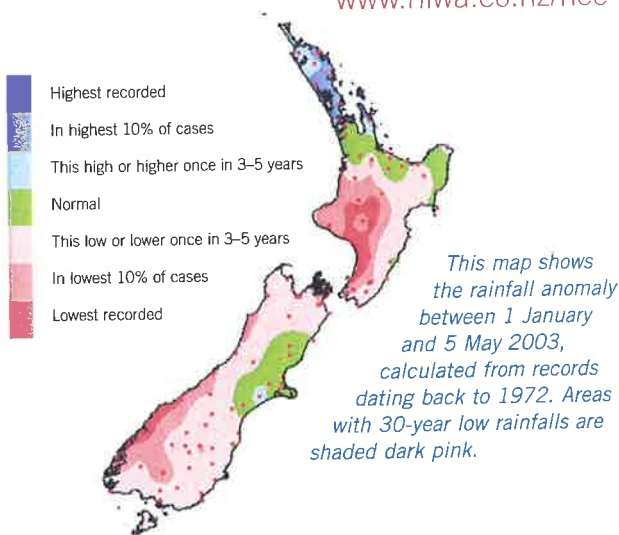 Highest recorded
In highest 10% of cases
This high or higher once in 3–5 years
Normal
This low or lower once in 3–5 years
In lowest 10% of cases
Lowest recorded
This map shows
the rainfall anomaly
between 1 January
and 5 May 2003,
calculated from records
dating back to 1972. Areas
with 30-year low rainfalls are
shaded dark pink.